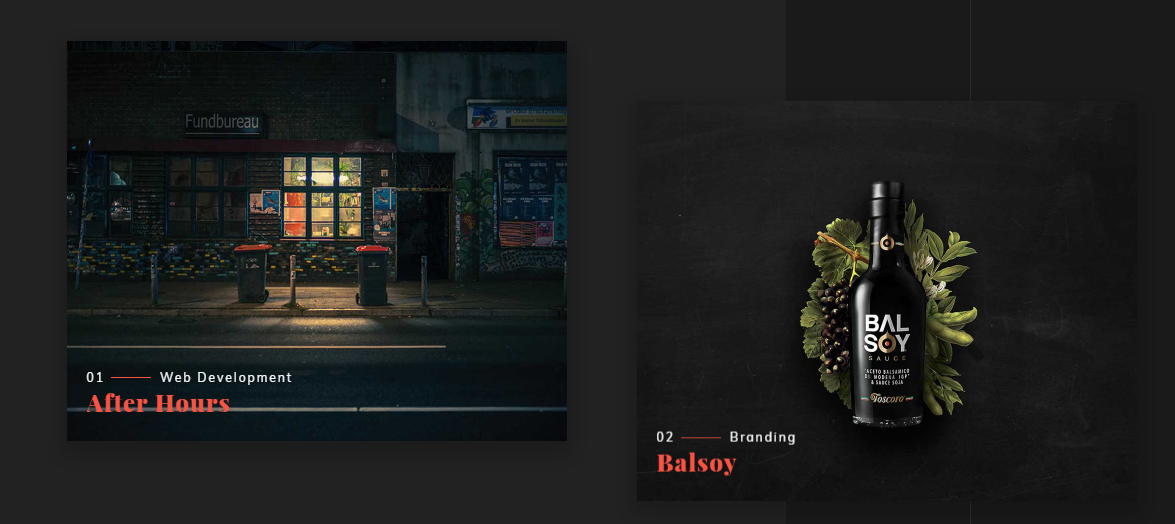 Fundbureau
01 Web Development
After Hours
BAL
SOY
SAUCE
"ACETO BALSAMICO
DI MODENA IGP"
& SAUCE SOJA
Toscoro
02 Branding
Balsoy